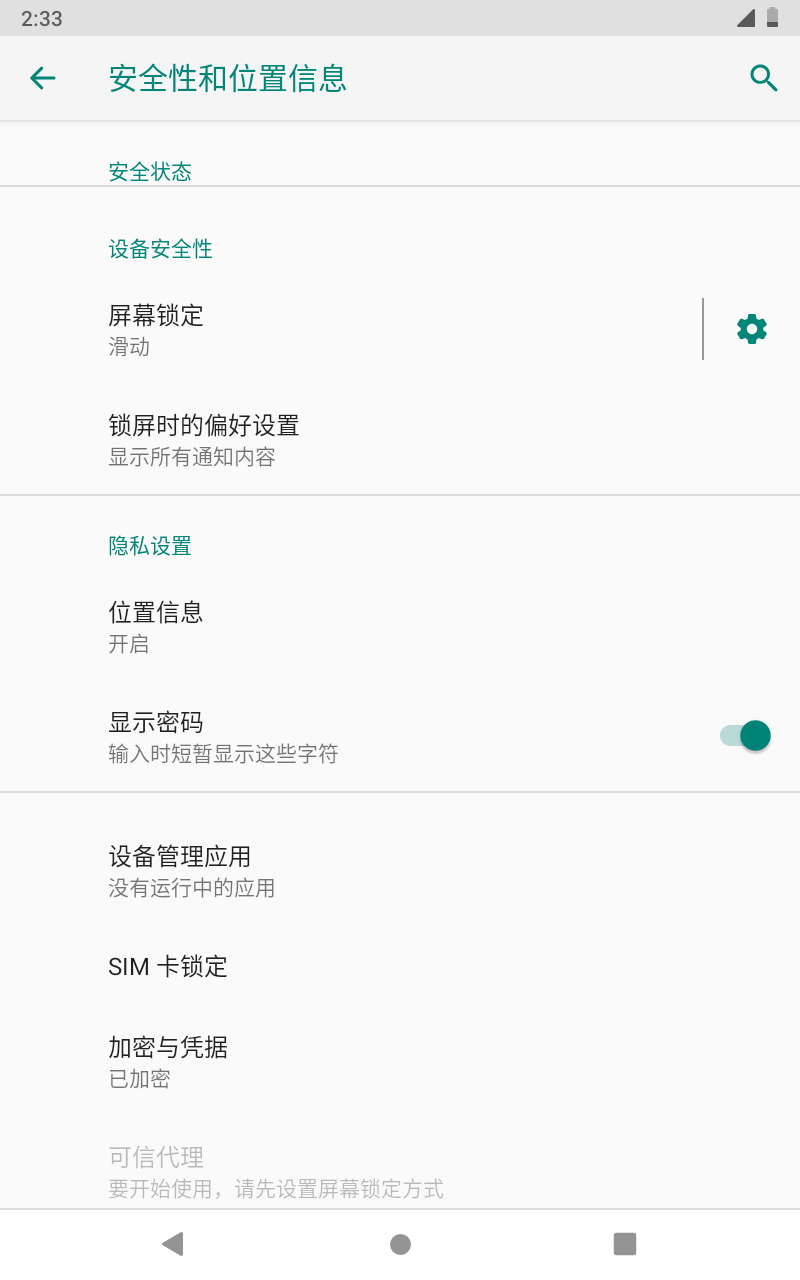 2:33
安全性和位置信息
安全状态
设备安全性
屏幕锁定
滑动
锁屏时的偏好设置
显示所有通知内容
隐私设置
位置信息
开启
显示密码
输入时短暂显示这些字符
设备管理应用
没有运行中的应用
SIM 卡锁定
加密与凭据
已加密
可信代理
要开始使用，请先设置屏幕锁定方式